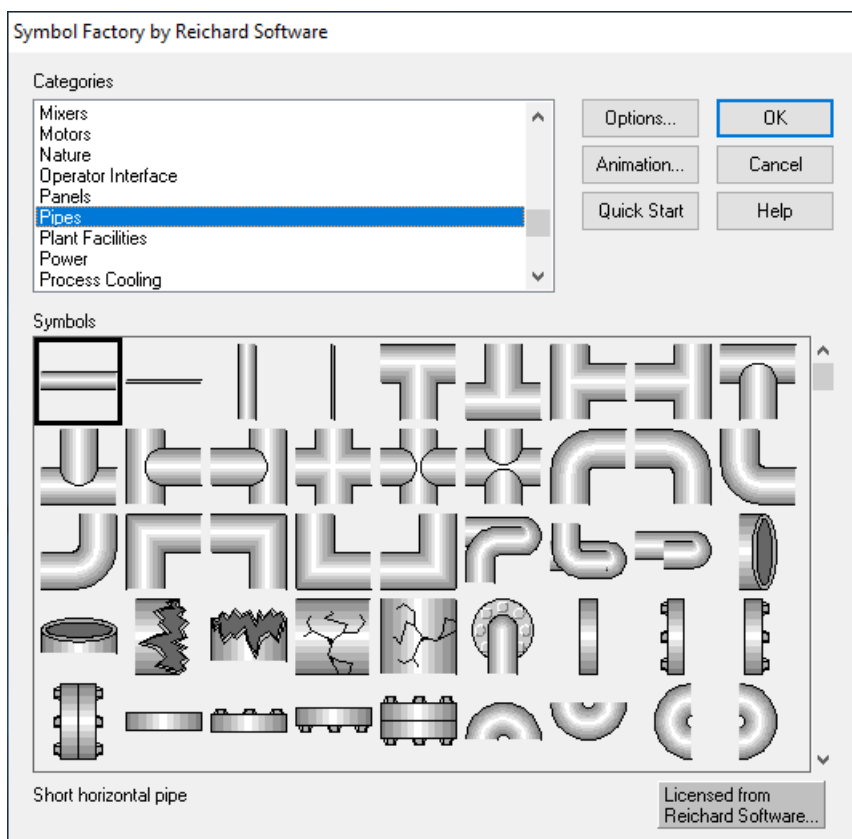 Symbol Factory by Reichard Software
Categories
Mixers
Motors
Nature
Operator Interface
Panels
Pipes
Plant Facilities
Power
Process Cooling
Options...
OK
Animation...
Cancel
Quick Start
Help
Symbols
Short horizontal pipe
Licensed from
Reichard Software...